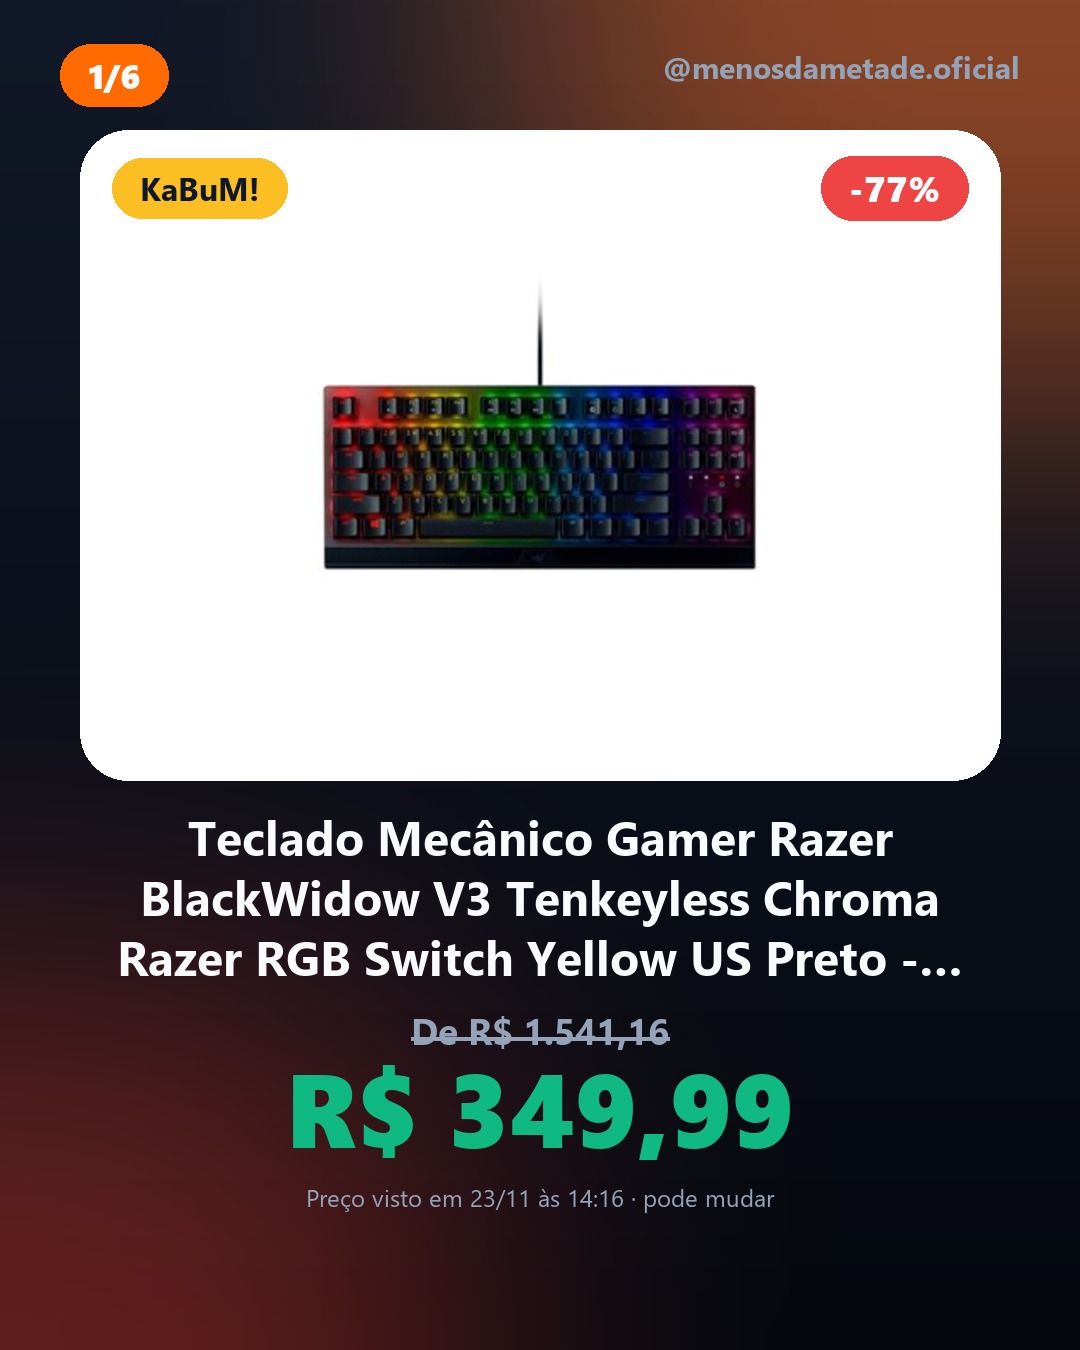 1/6
@menosdametade.oficial
KaBuM!
-77%
Teclado Mecânico Gamer Razer
BlackWidow V3 Tenkeyless Chroma
Razer RGB Switch Yellow US Preto -...
De R$ 1.541,16
R$ 349,99
Preço visto em 23/11 às 14:16 · pode mudar